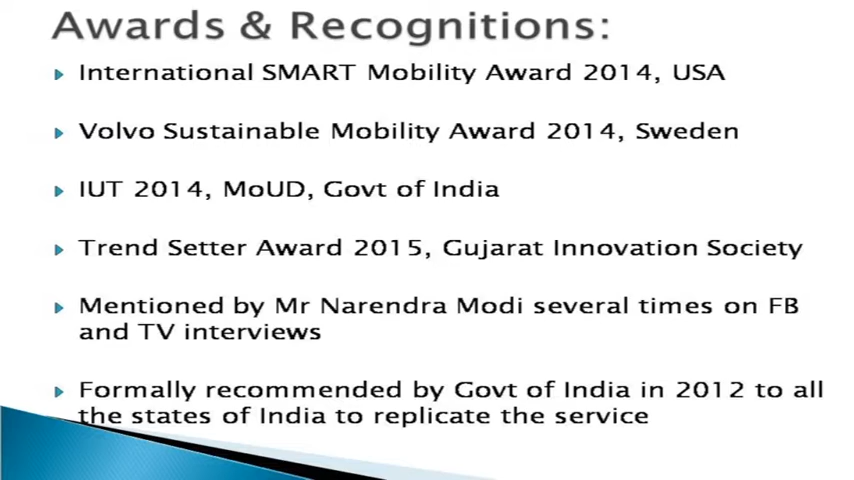 Awards & Recognitions:
International SMART Mobility Award 2014, USA
Volvo Sustainable Mobility Award 2014, Sweden
IUT 2014, MoUD, Govt of India
Trend Setter Award 2015, Gujarat Innovation Society
Mentioned by Mr Narendra Modi several times on FB
and TV interviews
Formally recommended by Govt of India in 2012 to all
the states of India to replicate the service